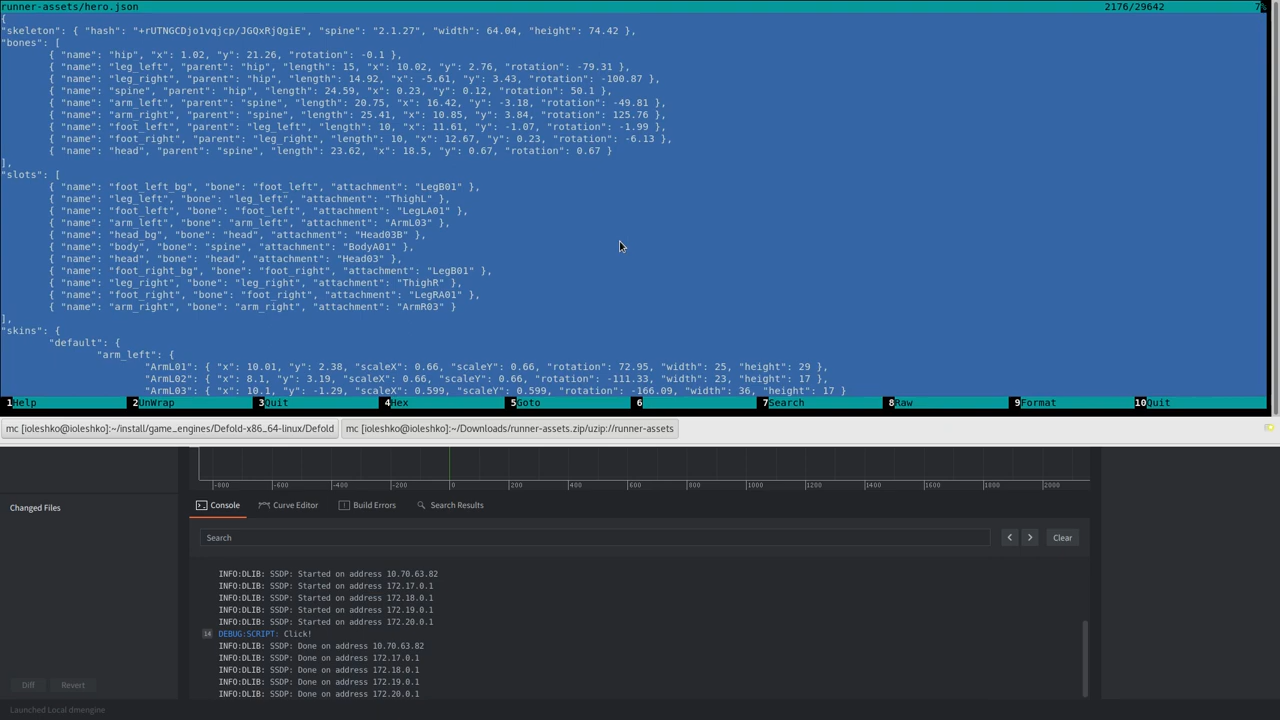 runner-assets/hero.json 2176/29642 7%
{
"skeleton": { "hash": "+rUTNGCDjo1vqjcp/JGQxRjQgiE", "spine": "2.1.27", "width": 64.04, "height": 74.42 },
"bones": [
{ "name": "hip", "x": 1.02, "y": 21.26, "rotation": -0.1 },
{ "name": "leg_left", "parent": "hip", "length": 15, "x": 10.02, "y": 2.76, "rotation": -79.31 },
{ "name": "leg_right", "parent": "hip", "length": 14.92, "x": -5.61, "y": 3.43, "rotation": -100.87 },
{ "name": "spine", "parent": "hip", "length": 24.59, "x": 0.23, "y": 0.12, "rotation": 50.1 },
{ "name": "arm_left", "parent": "spine", "length": 20.75, "x": 16.42, "y": -3.18, "rotation": -49.81 },
{ "name": "arm_right", "parent": "spine", "length": 25.41, "x": 10.85, "y": 3.84, "rotation": 125.76 },
{ "name": "foot_left", "parent": "leg_left", "length": 10, "x": 11.61, "y": -1.07, "rotation": -1.99 },
{ "name": "foot_right", "parent": "leg_right", "length": 10, "x": 12.67, "y": 0.23, "rotation": -6.13 },
{ "name": "head", "parent": "spine", "length": 23.62, "x": 18.5, "y": 0.67, "rotation": 0.67 }
],
"slots": [
{ "name": "foot_left_bg", "bone": "foot_left", "attachment": "LegB01" },
{ "name": "leg_left", "bone": "leg_left", "attachment": "ThighL" },
{ "name": "foot_left", "bone": "foot_left", "attachment": "LegLA01" },
{ "name": "arm_left", "bone": "arm_left", "attachment": "ArmL03" },
{ "name": "head_bg", "bone": "head", "attachment": "Head03B" },
{ "name": "body", "bone": "spine", "attachment": "BodyA01" },
{ "name": "head", "bone": "head", "attachment": "Head03" },
{ "name": "foot_right_bg", "bone": "foot_right", "attachment": "LegB01" },
{ "name": "leg_right", "bone": "leg_right", "attachment": "ThighR" },
{ "name": "foot_right", "bone": "foot_right", "attachment": "LegRA01" },
{ "name": "arm_right", "bone": "arm_right", "attachment": "ArmR03" }
],
"skins": {
"default": {
"arm_left": {
"ArmL01": { "x": 10.01, "y": 2.38, "scaleX": 0.66, "scaleY": 0.66, "rotation": 72.95, "width": 25, "height": 29 },
"ArmL02": { "x": 8.1, "y": 3.19, "scaleX": 0.66, "scaleY": 0.66, "rotation": -111.33, "width": 23, "height": 17 },
"ArmL03": { "x": 10.1, "y": -1.29, "scaleX": 0.599, "scaleY": 0.599, "rotation": -166.09, "width": 36, "height": 17 }
1Help 2UnWrap 3Quit 4Hex 5Goto 6 7Search 8Raw 9Format 10Quit
mc [ioleshko@ioleshko]:~/install/game_engines/Defold-x86_64-linux/Defold mc [ioleshko@ioleshko]:~/Downloads/runner-assets.zip/uzip://runner-assets
-800 -600 -400 -200 0 200 400 600 800 1000 1200 1400 1600 1800 2000
Changed Files
Console Curve Editor Build Errors Search Results
Search Clear
INFO:DLIB: SSDP: Started on address 10.70.63.82
INFO:DLIB: SSDP: Started on address 172.17.0.1
INFO:DLIB: SSDP: Started on address 172.18.0.1
INFO:DLIB: SSDP: Started on address 172.19.0.1
INFO:DLIB: SSDP: Started on address 172.20.0.1
14 DEBUG:SCRIPT: Click!
INFO:DLIB: SSDP: Done on address 10.70.63.82
INFO:DLIB: SSDP: Done on address 172.17.0.1
INFO:DLIB: SSDP: Done on address 172.18.0.1
INFO:DLIB: SSDP: Done on address 172.19.0.1
INFO:DLIB: SSDP: Done on address 172.20.0.1
Diff Revert
Launched Local dmengine